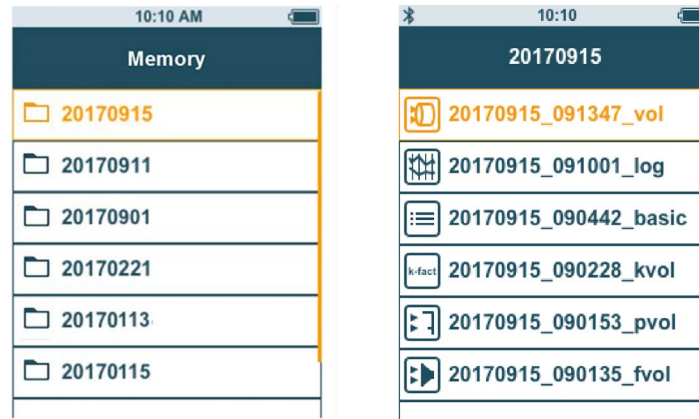 10:10 AM
Memory
20170915
20170911
20170901
20170221
20170113
20170115
10:10
20170915
20170915_091347_vol
20170915_091001_log
20170915_090442_basic
k-fact
20170915_090228_kvol
20170915_090153_pvol
20170915_090135_fvol